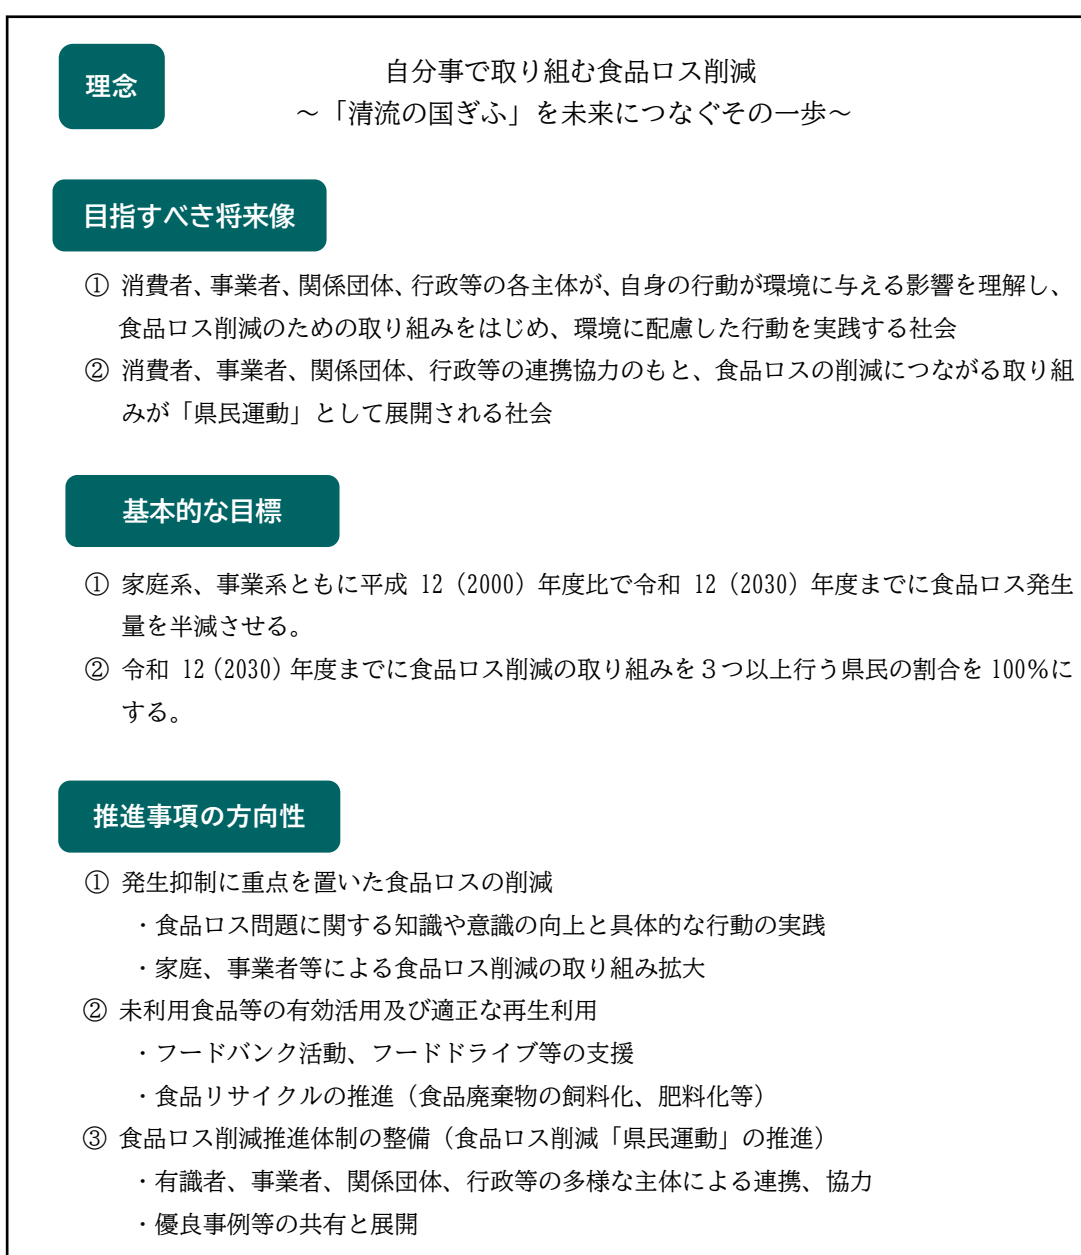 理念
自分事で取り組む食品ロス削減
～「清流の国ぎふ」を未来につなぐその一歩～
目指すべき将来像
① 消費者、事業者、関係団体、行政等の各主体が、自身の行動が環境に与える影響を理解し、
食品ロス削減のための取り組みをはじめ、環境に配慮した行動を実践する社会
② 消費者、事業者、関係団体、行政等の連携協力のもと、食品ロスの削減につながる取り組
みが「県民運動」として展開される社会
基本的な目標
① 家庭系、事業系ともに平成 12（2000）年度比で令和 12（2030）年度までに食品ロス発生
量を半減させる。
② 令和 12（2030）年度までに食品ロス削減の取り組みを３つ以上行う県民の割合を 100％に
する。
推進事項の方向性
① 発生抑制に重点を置いた食品ロスの削減
・食品ロス問題に関する知識や意識の向上と具体的な行動の実践
・家庭、事業者等による食品ロス削減の取り組み拡大
② 未利用食品等の有効活用及び適正な再生利用
・フードバンク活動、フードドライブ等の支援
・食品リサイクルの推進（食品廃棄物の飼料化、肥料化等）
③ 食品ロス削減推進体制の整備（食品ロス削減「県民運動」の推進）
・有識者、事業者、関係団体、行政等の多様な主体による連携、協力
・優良事例等の共有と展開